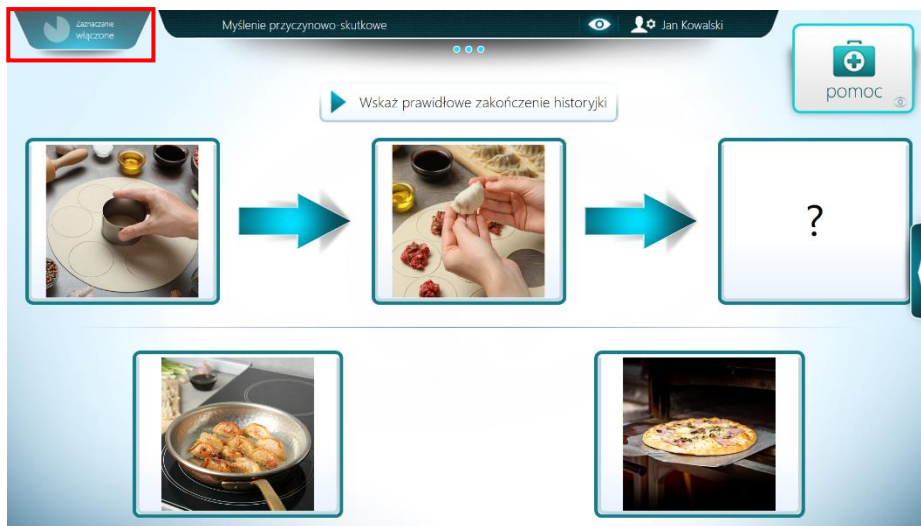 Zaznaczanie
włączone
Myślenie przyczynowo-skutkowe
Jan Kowalski
pomoc
Wskaż prawidłowe zakończenie historyjki
?